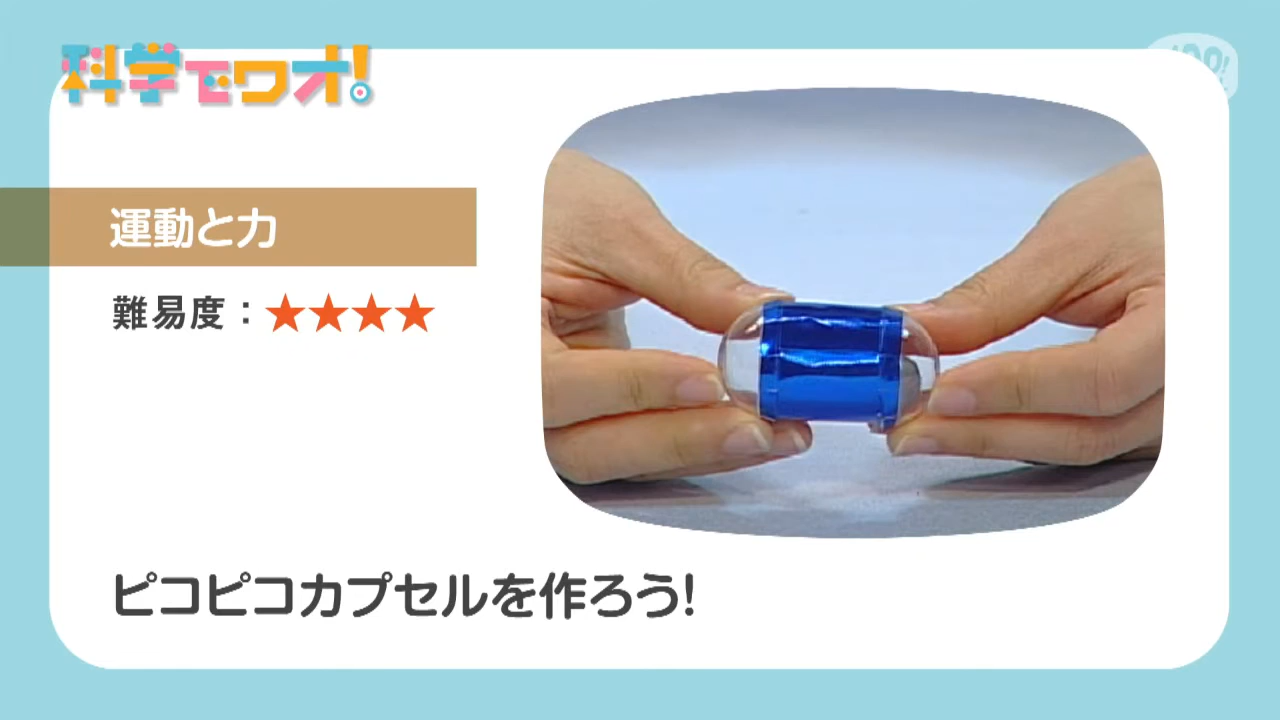 科学でワオ!
運動と力
難易度：★★★★
ピコピコカプセルを作ろう!